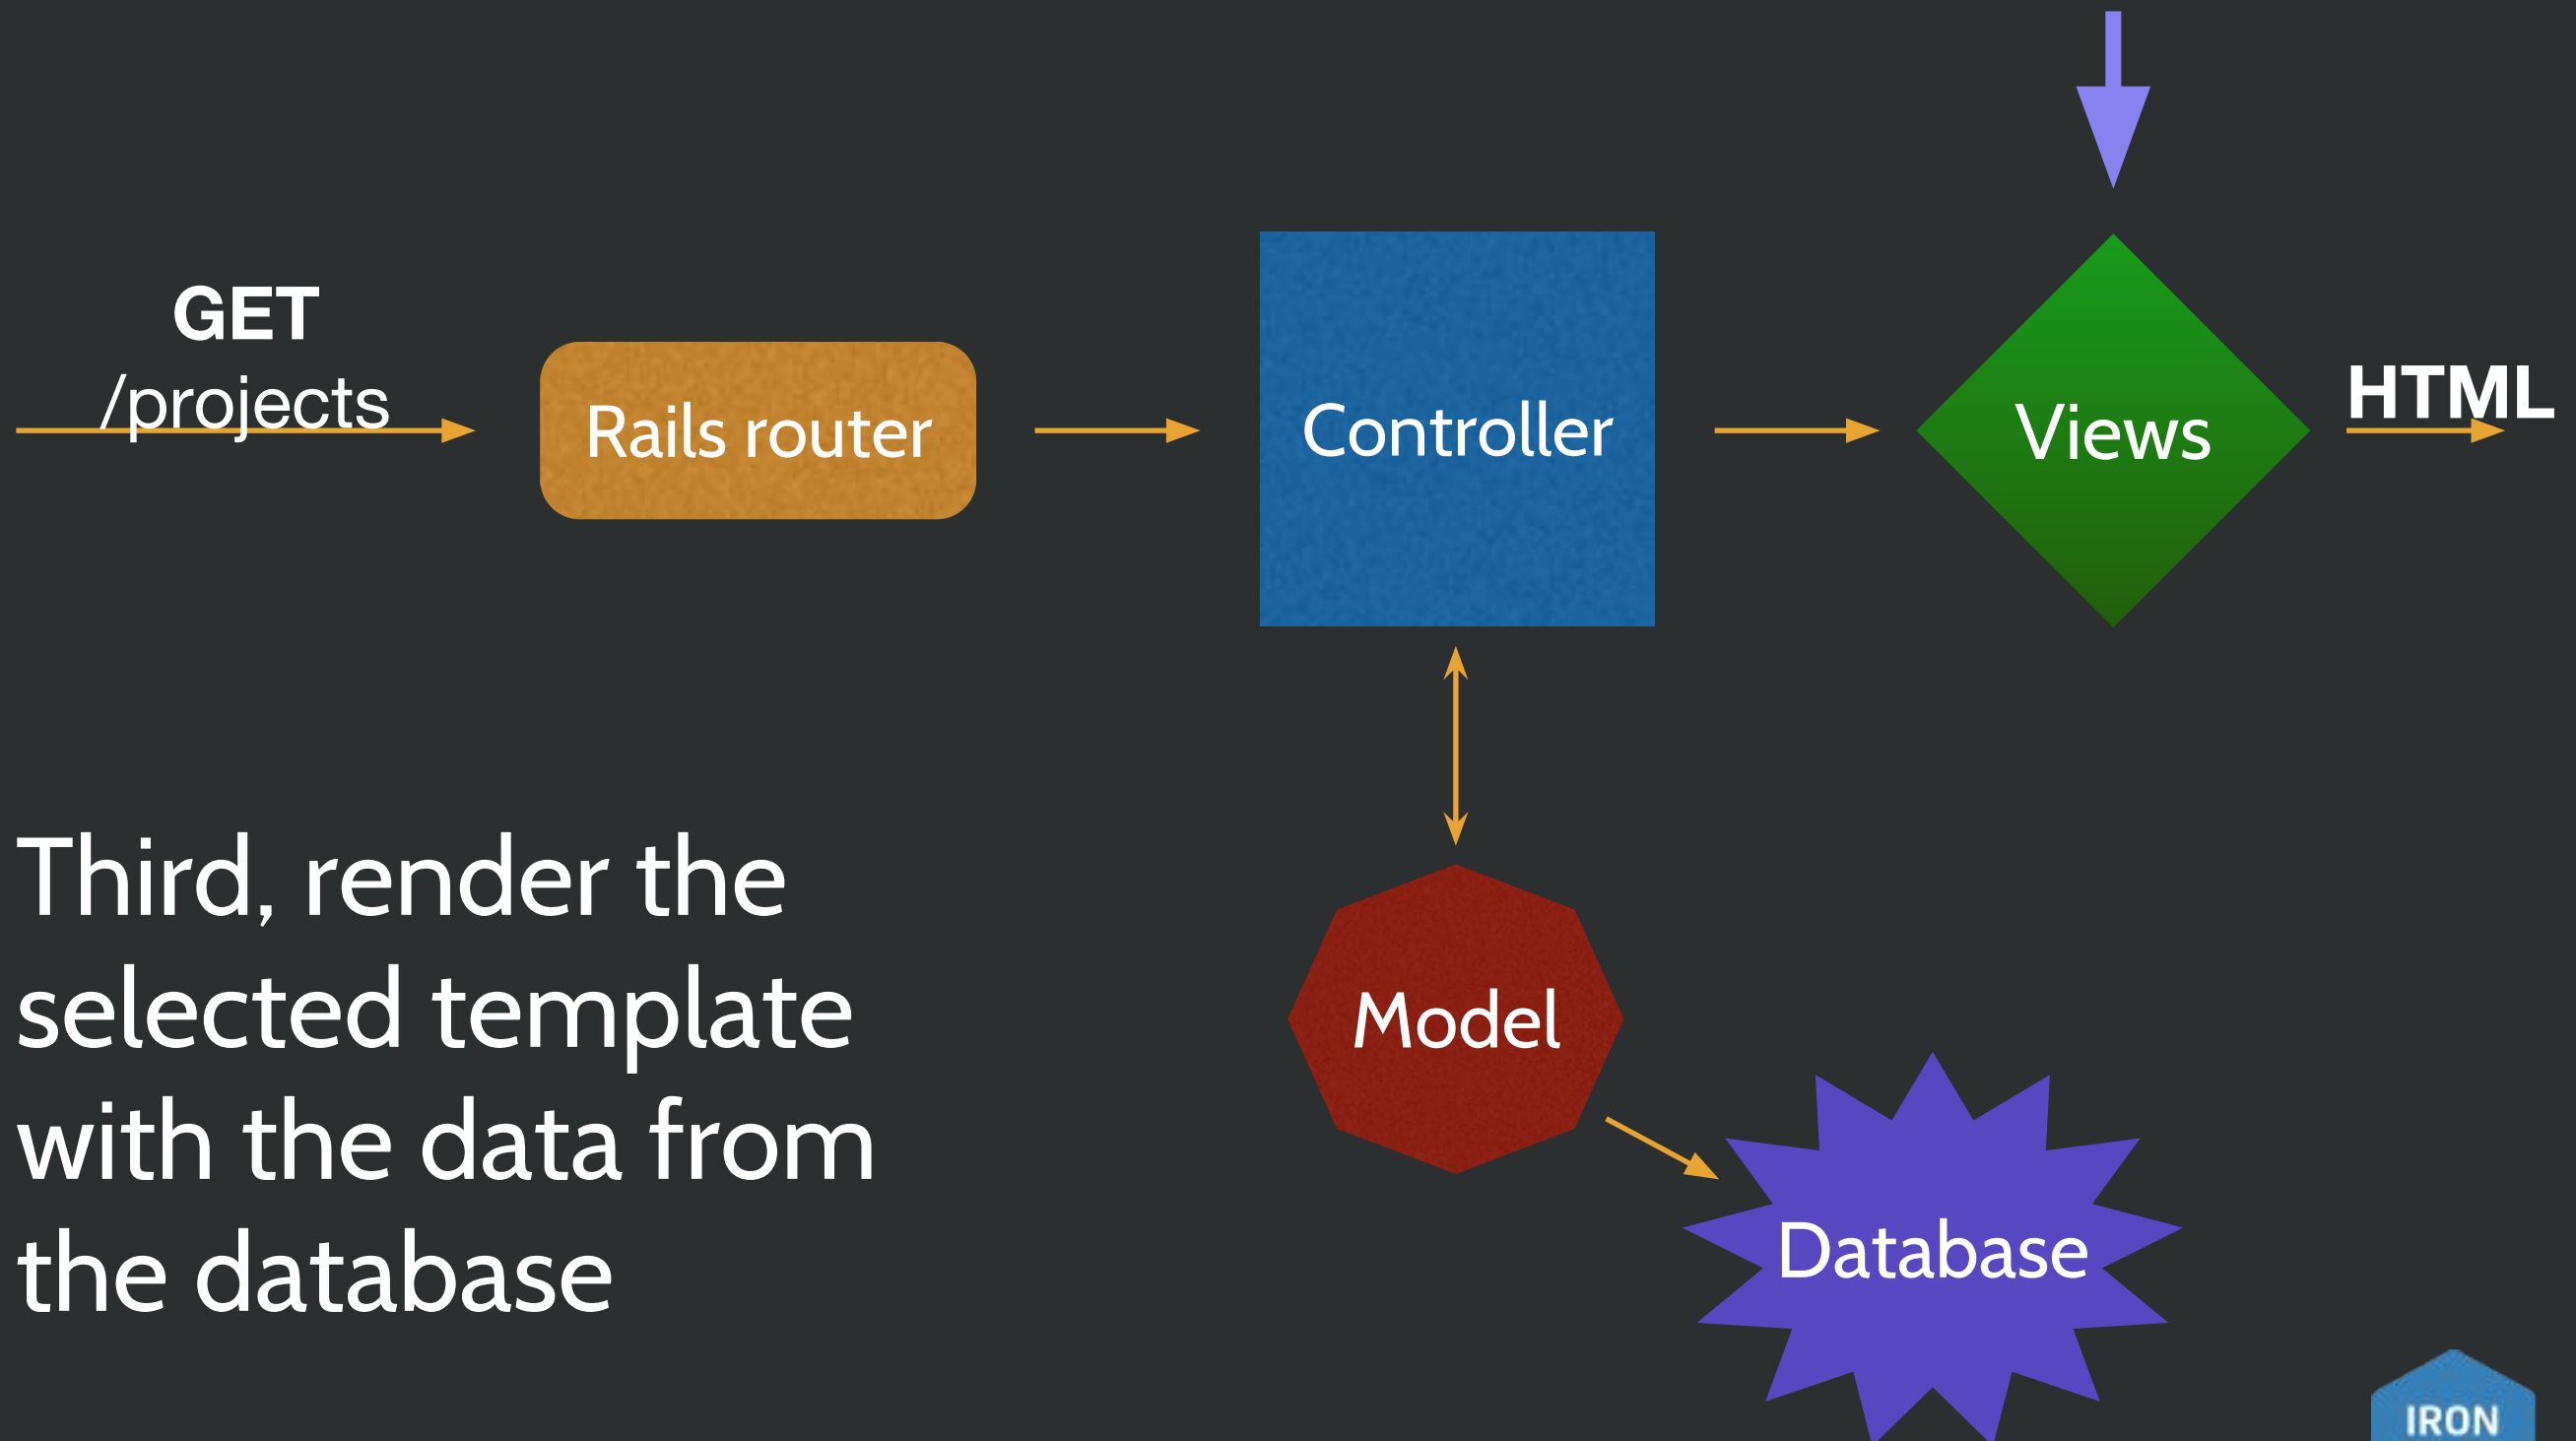 GET
/projects
Rails router
Controller
Views
HTML
Third, render the
selected template
with the data from
the database
Model
Database
IRON